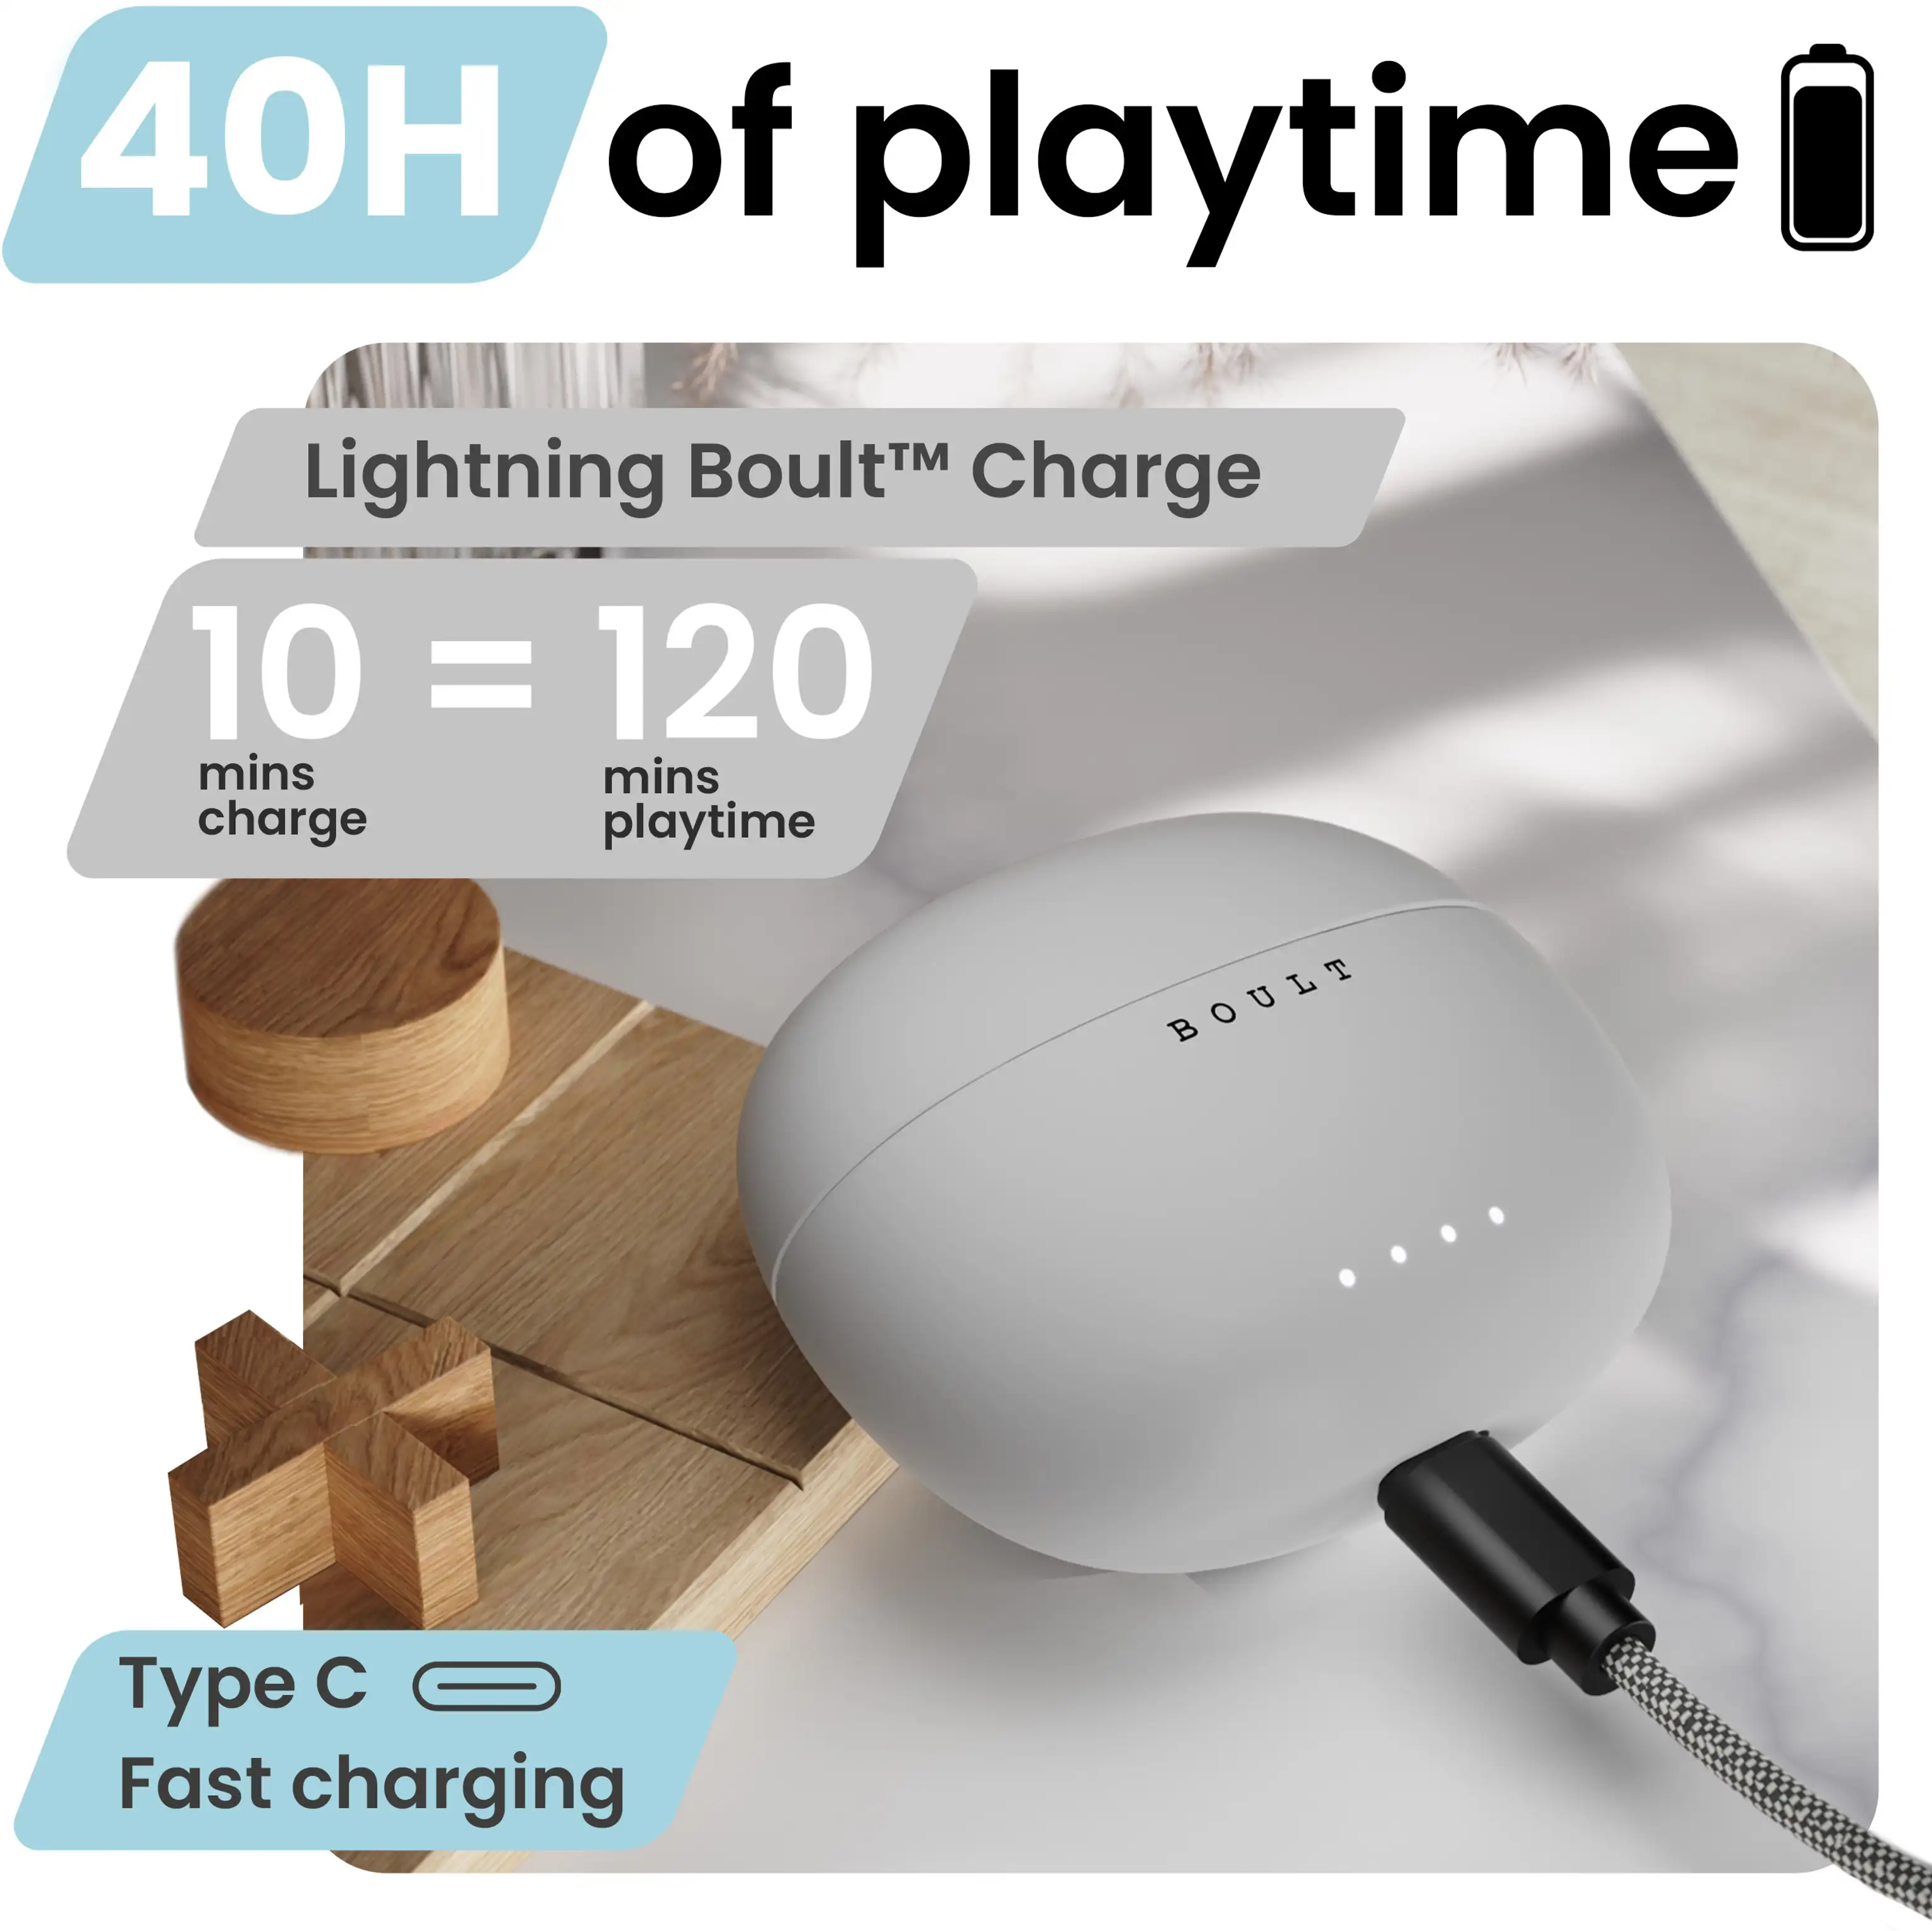 40H of playtime
Lightning Boult™ Charge
10 = 120
mins charge
mins playtime
BOULT
Type C
Fast charging